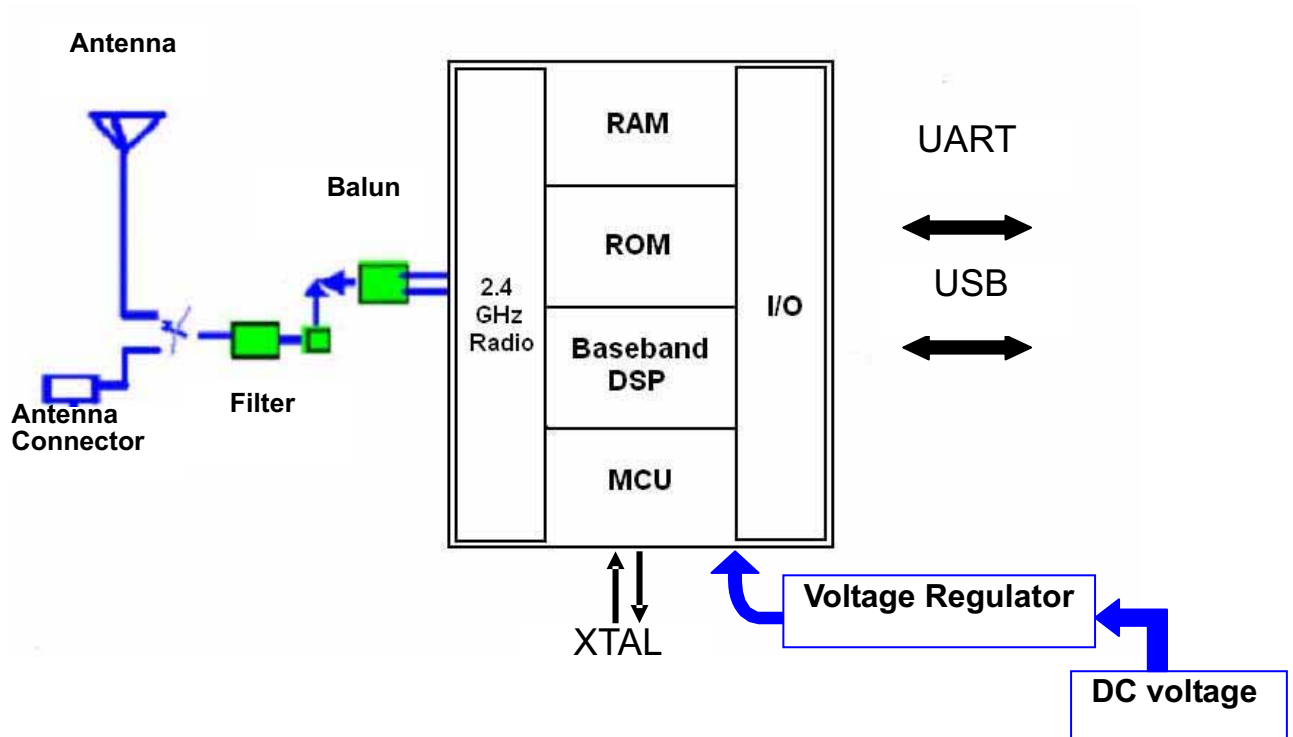 Antenna
Balun
Filter
Antenna
Connector
2.4
GHz
Radio
RAM
ROM
Baseband
DSP
MCU
I/O
UART
USB
XTAL
Voltage Regulator
DC voltage